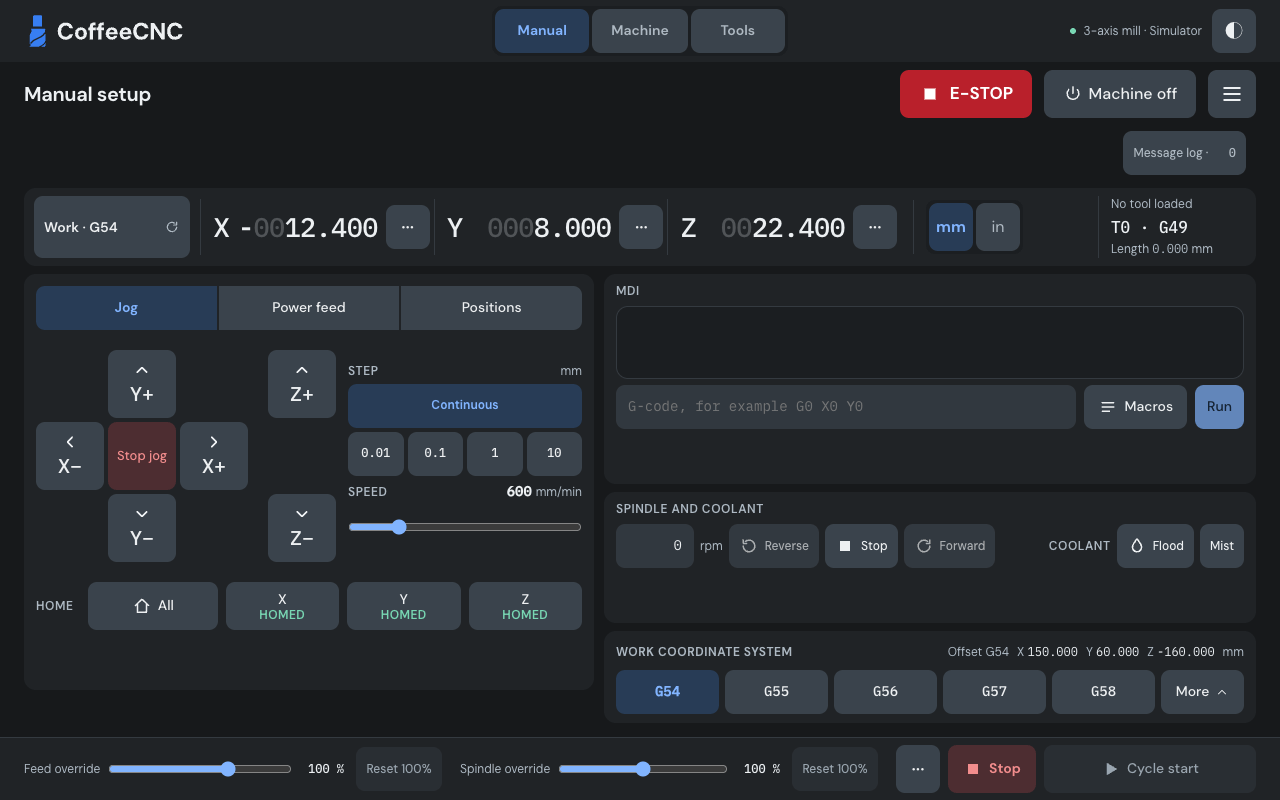 CoffeeCNC
Manual Machine Tools
3-axis mill · Simulator
Manual setup
E-STOP
Machine off
Message log · 0
Work · G54
X -0012.400 ···
Y 0008.000 ···
Z 0022.400 ···
mm in
No tool loaded
T0 · G49
Length 0.000 mm
Jog Power feed Positions
Y+
Z+
X−
Stop jog
X+
Y−
Z−
STEP mm
Continuous
0.01 0.1 1 10
SPEED 600 mm/min
HOME
All
X
HOMED
Y
HOMED
Z
HOMED
MDI
G-code, for example G0 X0 Y0
Macros
Run
SPINDLE AND COOLANT
0 rpm Reverse Stop Forward
COOLANT Flood Mist
WORK COORDINATE SYSTEM
Offset G54 X 150.000 Y 60.000 Z -160.000 mm
G54 G55 G56 G57 G58 More
Feed override 100 % Reset 100%
Spindle override 100 % Reset 100%
··· Stop Cycle start